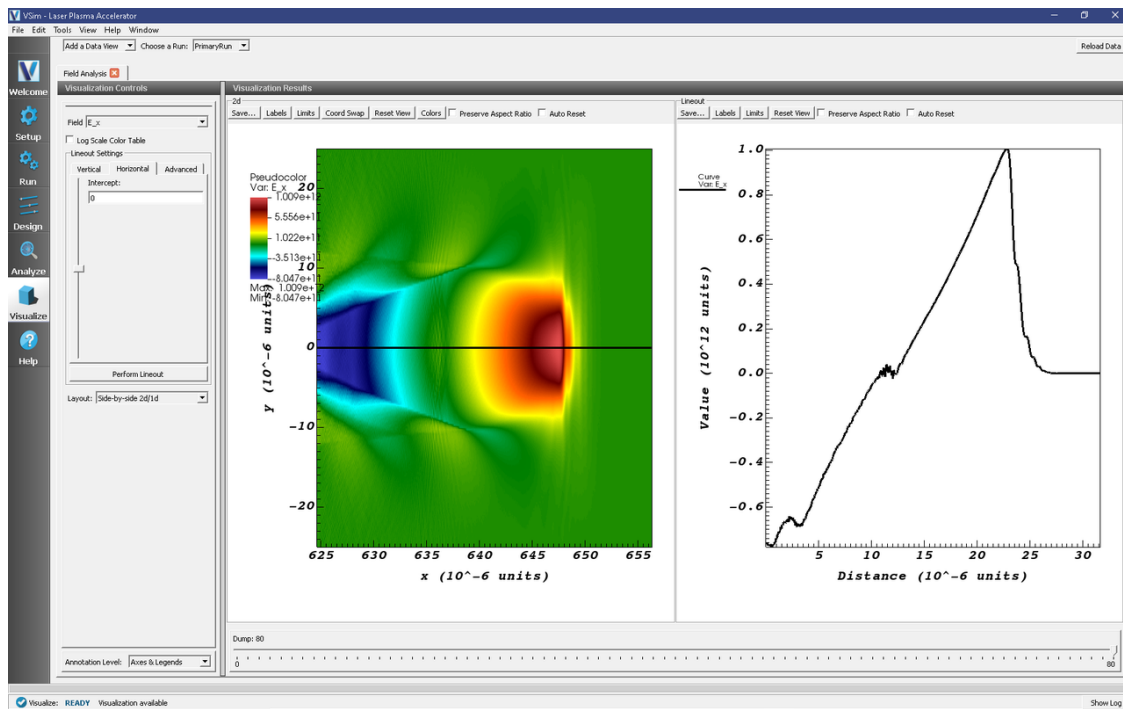 VSim - Laser Plasma Accelerator
File Edit Tools View Help Window
Add a Data View Choose a Run: PrimaryRun Reload Data
Field Analysis
Visualization Controls
Visualization Results
Welcome
Setup
Run
Design
Analyze
Visualize
Help
Field E_x
Log Scale Color Table
Lineout Settings
Vertical Horizontal Advanced
Intercept:
0
Perform Lineout
Layout: Side-by-side 2d/1d
Annotation Level: Axes & Legends
2d
Save... Labels Limits Coord Swap Reset View Colors Preserve Aspect Ratio Auto Reset
Pseudocolor
Var: E_x
1.009e+12
5.556e+11
1.022e+11
-3.513e+11
-8.047e+11
Max: 1.009e+12
Min: -8.047e+11
20
10
0
-10
-20
y (10^-6 units)
625 630 635 640 645 650 655
x (10^-6 units)
Lineout
Save... Labels Limits Reset View Preserve Aspect Ratio Auto Reset
Curve
Var: E_x
1.0
0.8
0.6
0.4
0.2
0.0
-0.2
-0.4
-0.6
Value (10^12 units)
5 10 15 20 25 30
Distance (10^-6 units)
Dump: 80
0 80
Visualize: READY Visualization available Show Log